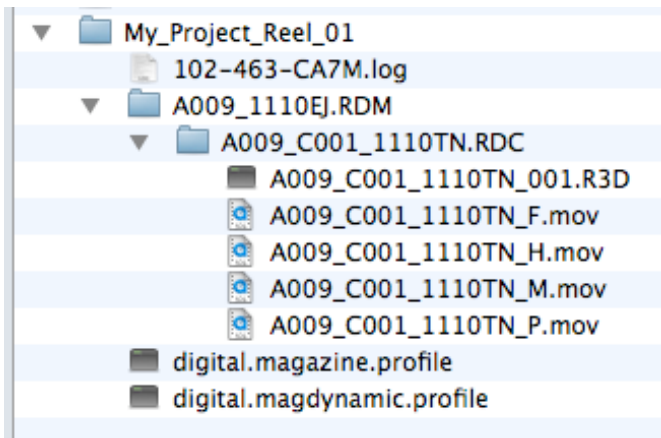 My_Project_Reel_01
102-463-CA7M.log
A009_1110EJ.RDM
A009_C001_1110TN.RDC
A009_C001_1110TN_001.R3D
A009_C001_1110TN_F.mov
A009_C001_1110TN_H.mov
A009_C001_1110TN_M.mov
A009_C001_1110TN_P.mov
digital.magazine.profile
digital.magdynamic.profile